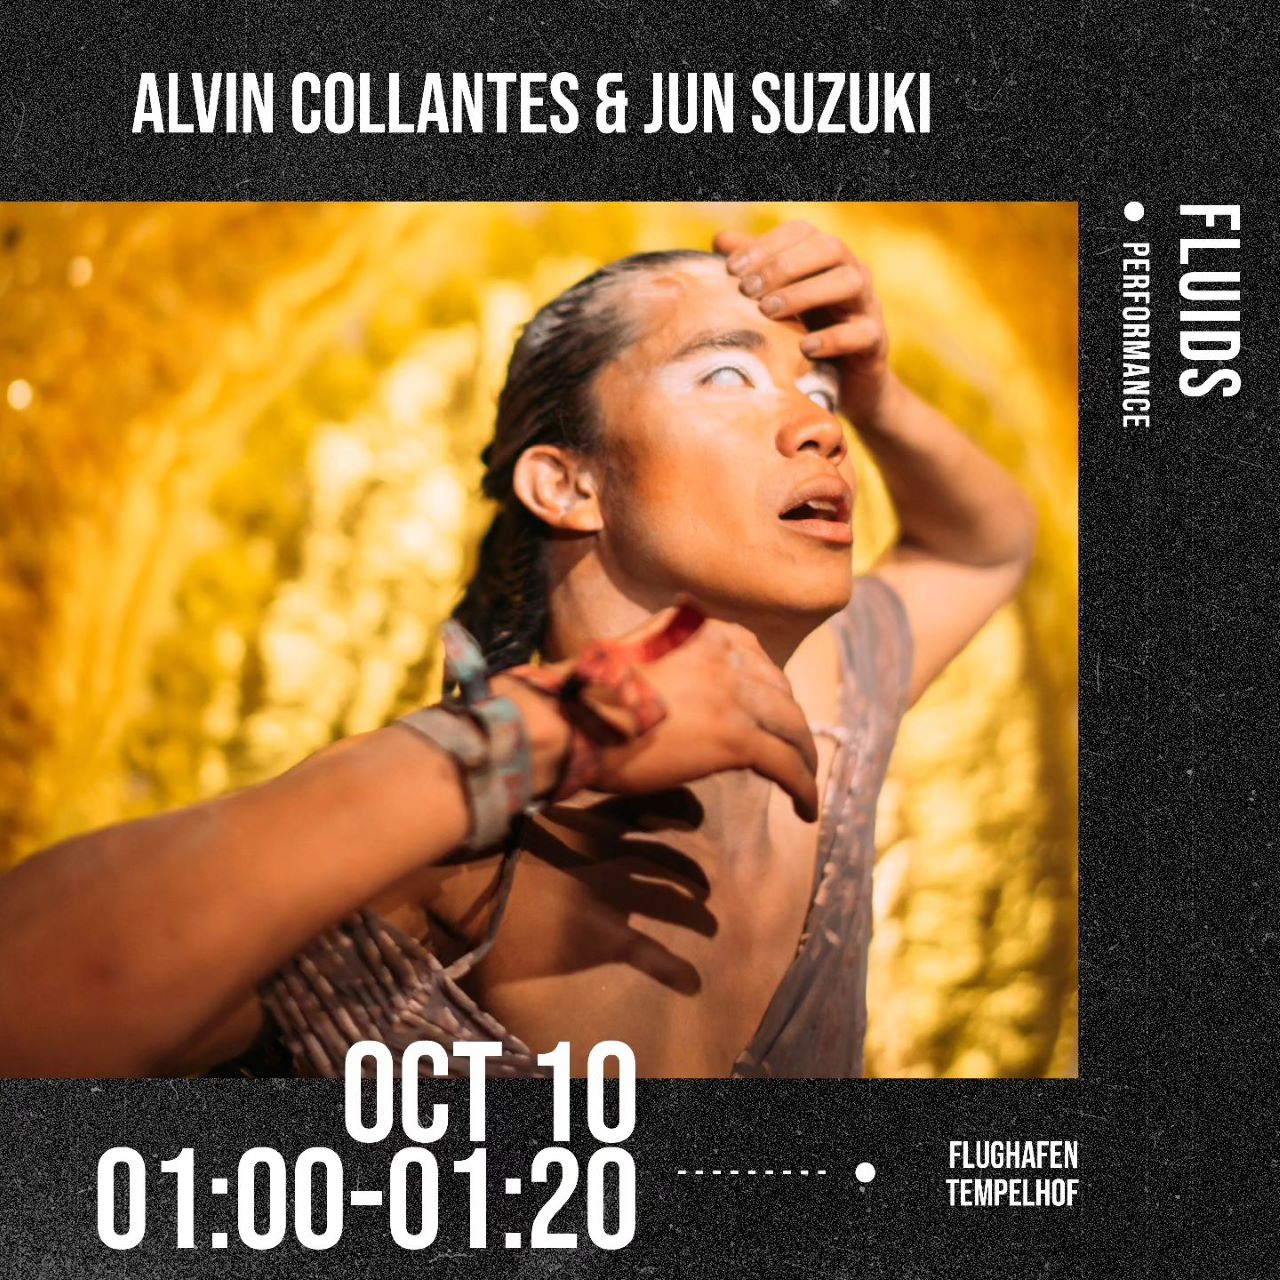 ALVIN COLLANTES & JUN SUZUKI
FLUIDS
PERFORMANCE
OCT 10
01:00-01:20
FLUGHAFEN
TEMPELHOF